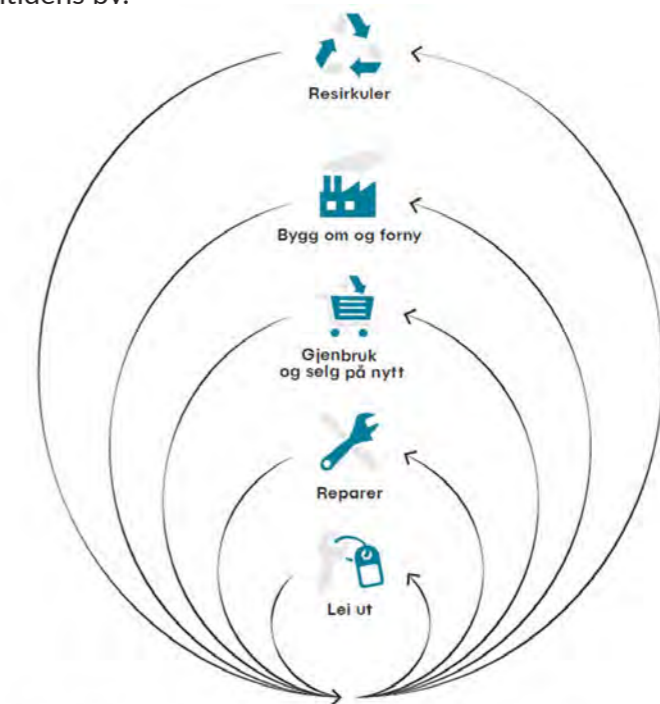 Resirkuler
Bygg om og forny
Gjenbruk
og selg på nytt
Reparer
Lei ut